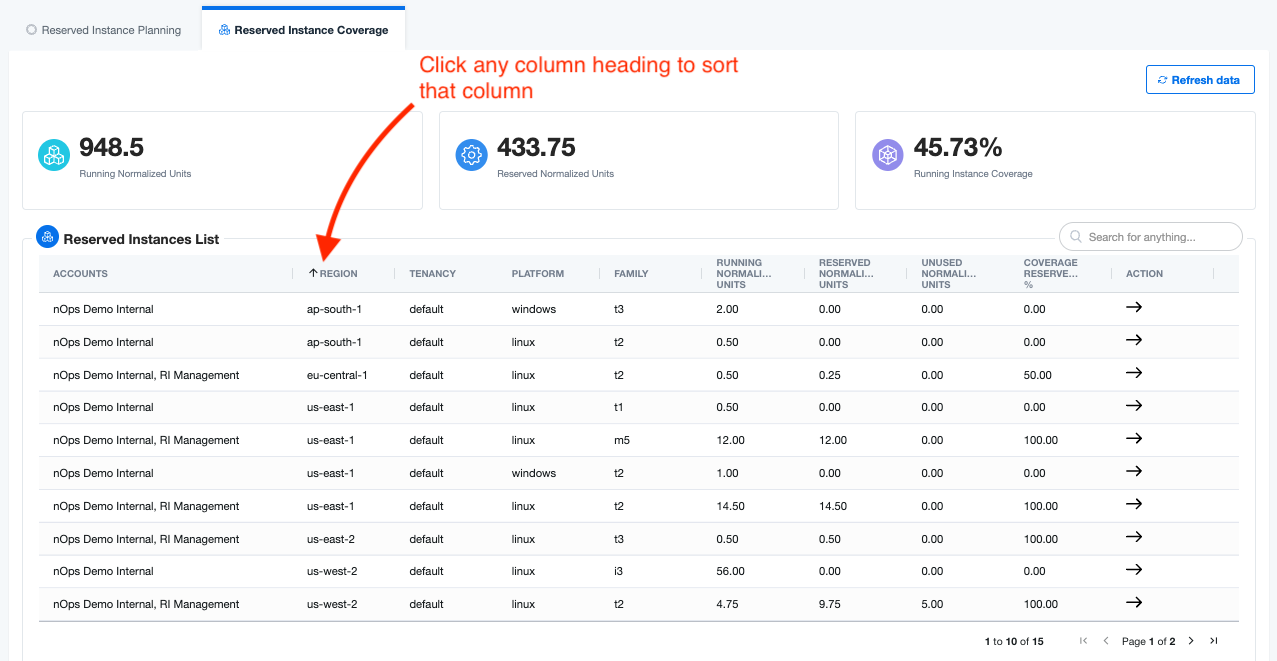 Reserved Instance Planning
Reserved Instance Coverage
Click any column heading to sort
that column
Refresh data
948.5
Running Normalized Units
433.75
Reserved Normalized Units
45.73%
Running Instance Coverage
Reserved Instances List
Search for anything...
ACCOUNTS REGION TENANCY PLATFORM FAMILY RUNNING NORMALI... UNITS RESERVED NORMALI... UNITS UNUSED NORMALI... UNITS COVERAGE RESERVE... % ACTION
nOps Demo Internal ap-south-1 default windows t3 2.00 0.00 0.00 0.00
nOps Demo Internal ap-south-1 default linux t2 0.50 0.00 0.00 0.00
nOps Demo Internal, RI Management eu-central-1 default linux t2 0.50 0.25 0.00 50.00
nOps Demo Internal us-east-1 default linux t1 0.50 0.00 0.00 0.00
nOps Demo Internal, RI Management us-east-1 default linux m5 12.00 12.00 0.00 100.00
nOps Demo Internal us-east-1 default windows t2 1.00 0.00 0.00 0.00
nOps Demo Internal, RI Management us-east-1 default linux t2 14.50 14.50 0.00 100.00
nOps Demo Internal, RI Management us-east-2 default linux t3 0.50 0.50 0.00 100.00
nOps Demo Internal us-west-2 default linux i3 56.00 0.00 0.00 0.00
nOps Demo Internal, RI Management us-west-2 default linux t2 4.75 9.75 5.00 100.00
1 to 10 of 15 Page 1 of 2